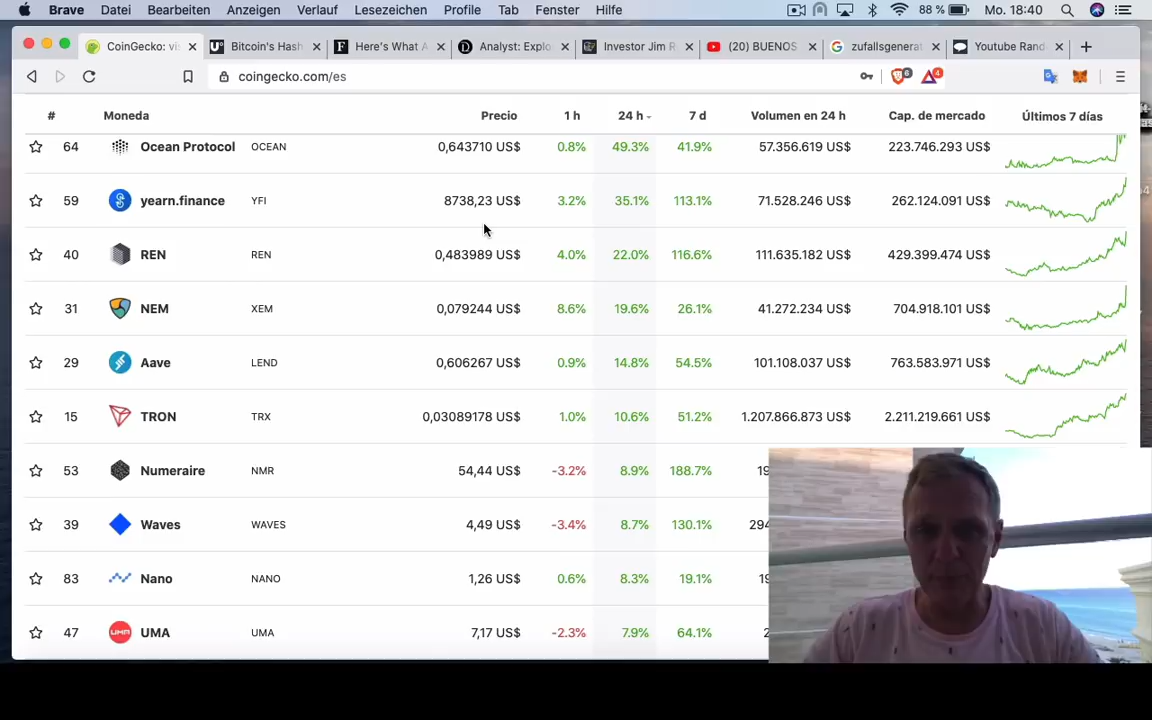 Brave Datei Bearbeiten Anzeigen Verlauf Lesezeichen Profile Tab Fenster Hilfe 88 % Mo. 18:40
CoinGecko: vis Bitcoin's Hash Here's What A Analyst: Explo Investor Jim R (20) BUENOS zufallsgenerat Youtube Rand
coingecko.com/es 6 4
# Moneda Precio 1 h 24 h 7 d Volumen en 24 h Cap. de mercado Últimos 7 días
64 Ocean Protocol OCEAN 0,643710 US$ 0.8% 49.3% 41.9% 57.356.619 US$ 223.746.293 US$
59 yearn.finance YFI 8738,23 US$ 3.2% 35.1% 113.1% 71.528.246 US$ 262.124.091 US$
40 REN REN 0,483989 US$ 4.0% 22.0% 116.6% 111.635.182 US$ 429.399.474 US$
31 NEM XEM 0,079244 US$ 8.6% 19.6% 26.1% 41.272.234 US$ 704.918.101 US$
29 Aave LEND 0,606267 US$ 0.9% 14.8% 54.5% 101.108.037 US$ 763.583.971 US$
15 TRON TRX 0,03089178 US$ 1.0% 10.6% 51.2% 1.207.866.873 US$ 2.211.219.661 US$
53 Numeraire NMR 54,44 US$ -3.2% 8.9% 188.7% 19
39 Waves WAVES 4,49 US$ -3.4% 8.7% 130.1% 294
83 Nano NANO 1,26 US$ 0.6% 8.3% 19.1% 19
47 UMA UMA 7,17 US$ -2.3% 7.9% 64.1% 2